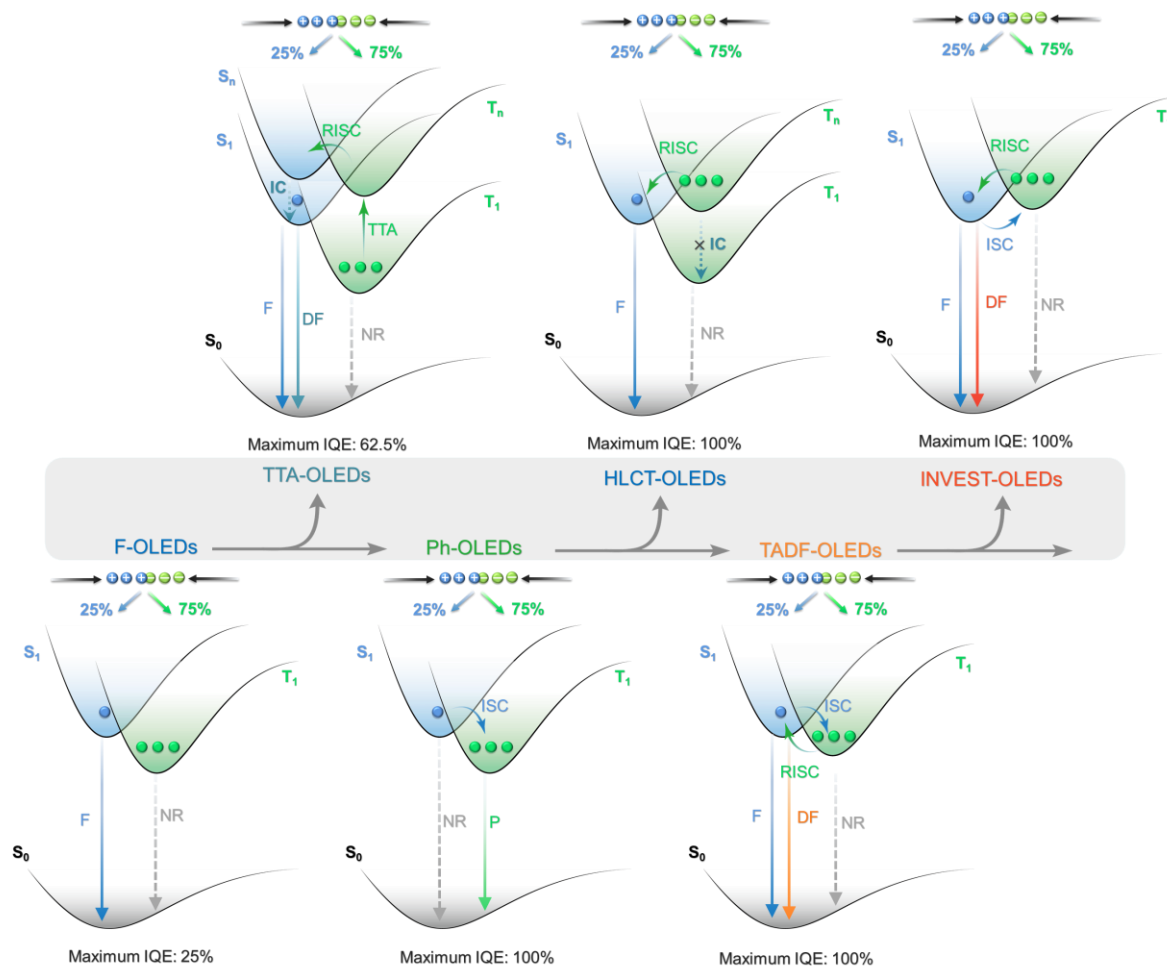 25% 75%
S_n
S_1
T_n
T_1
RISC
IC
TTA
F
DF
NR
S_0
Maximum IQE: 62.5%
25% 75%
S_1
T_n
T_1
RISC
× IC
F
NR
S_0
Maximum IQE: 100%
25% 75%
S_1
T
RISC
ISC
F
DF
NR
S_0
Maximum IQE: 100%
TTA-OLEDs
HLCT-OLEDs
INVEST-OLEDs
F-OLEDs
Ph-OLEDs
TADF-OLEDs
25% 75%
S_1
T_1
F
NR
S_0
Maximum IQE: 25%
25% 75%
S_1
T_1
ISC
NR
P
S_0
Maximum IQE: 100%
25% 75%
S_1
T_1
ISC
RISC
F
DF
NR
S_0
Maximum IQE: 100%